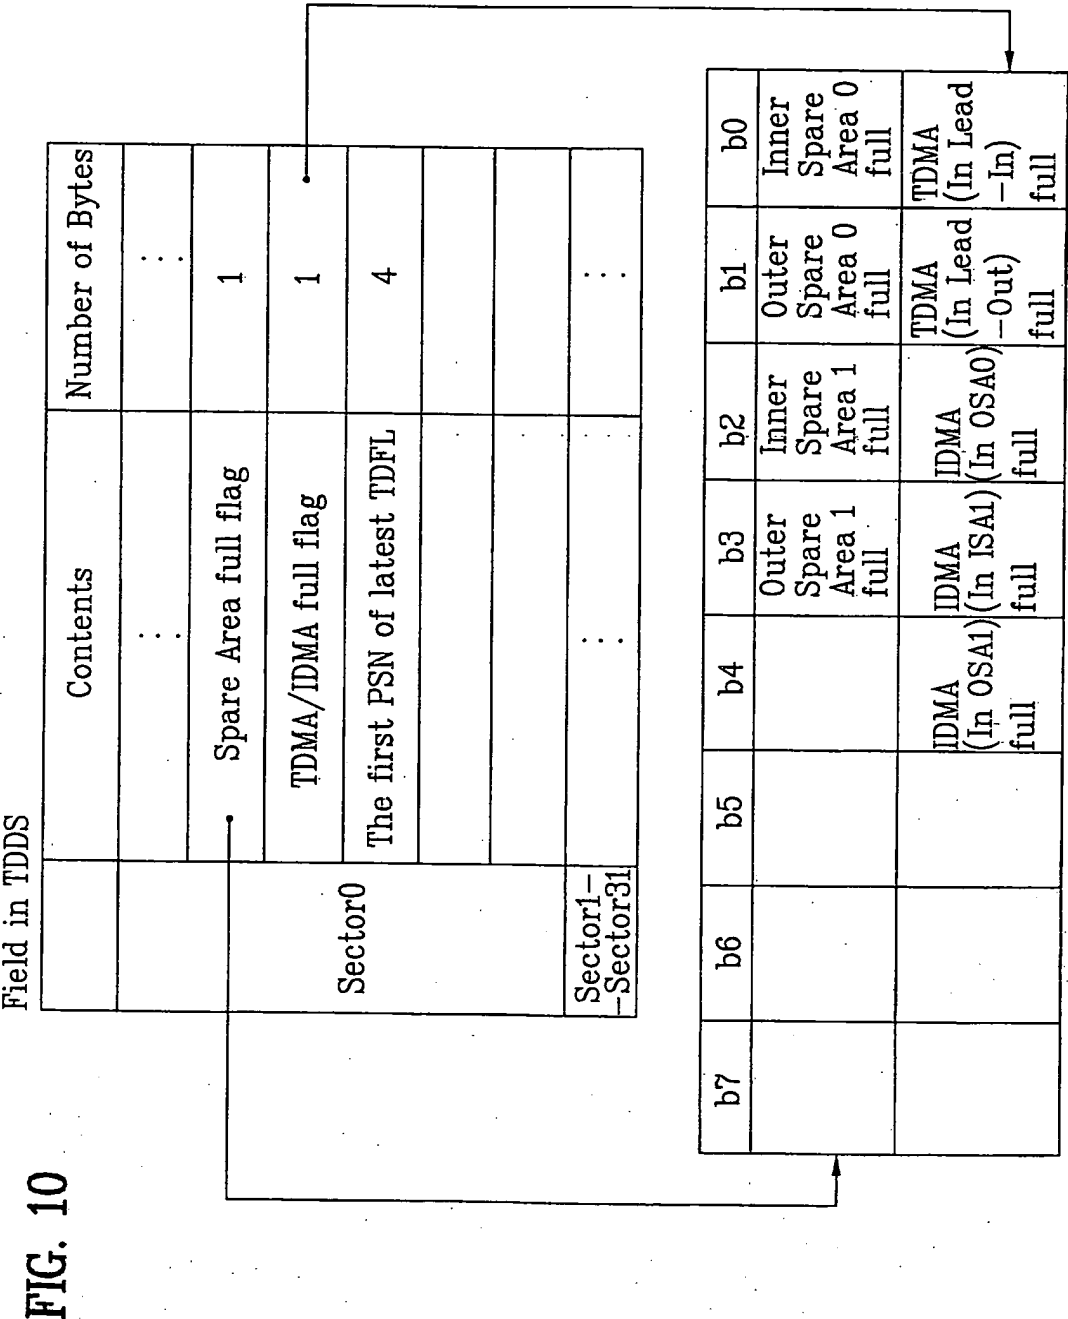 FIG. 10
Field in TDDS
Contents
Number of Bytes
Sector0
Spare Area full flag
1
TDMA/IDMA full flag
1
The first PSN of latest TDFL
4
Sector1-
-Sector31
b7
b6
b5
b4
b3
b2
b1
b0
Outer
Spare
Area 1
full
Inner
Spare
Area 1
full
Outer
Spare
Area 0
full
Inner
Spare
Area 0
full
IDMA
(In OSA1)
full
IDMA
(In ISA1)
full
IDMA
(In OSA0)
full
TDMA
(In Lead
-Out)
full
TDMA
(In Lead
-In)
full